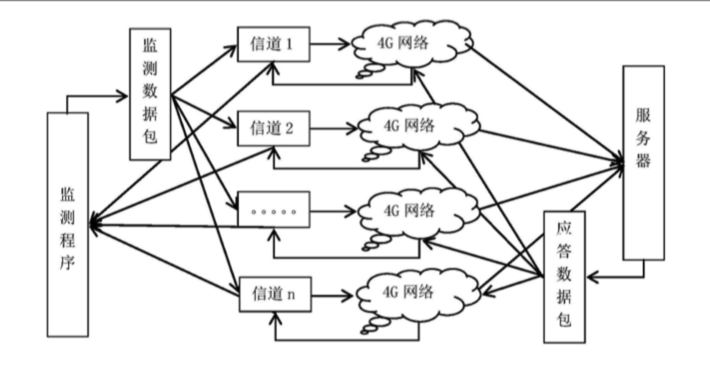 监测程序
监测数据包
信道 1
4G 网络
信道 2
4G 网络
。。。。。
4G 网络
信道 n
4G 网络
服务器
应答数据包